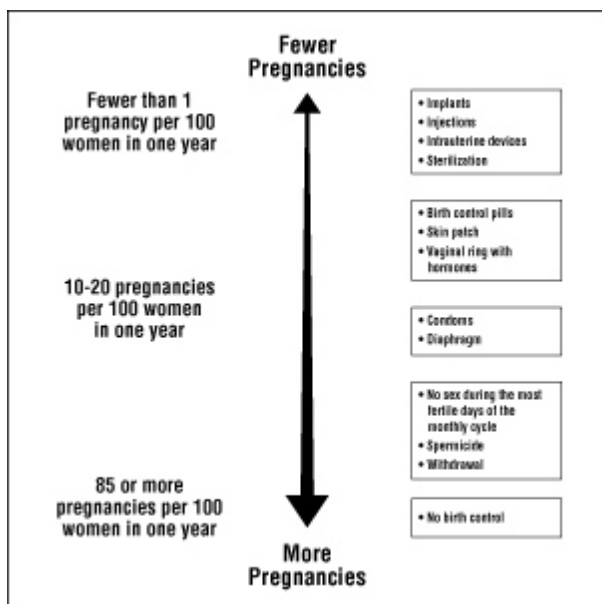 Fewer
Pregnancies
Fewer than 1
pregnancy per 100
women in one year
• Implants
• Injections
• Intrauterine devices
• Sterilization
• Birth control pills
• Skin patch
• Vaginal ring with
hormones
10-20 pregnancies
per 100 women
in one year
• Condoms
• Diaphragm
• No sex during the most
fertile days of the
monthly cycle
• Spermicide
• Withdrawal
85 or more
pregnancies per 100
women in one year
• No birth control
More
Pregnancies